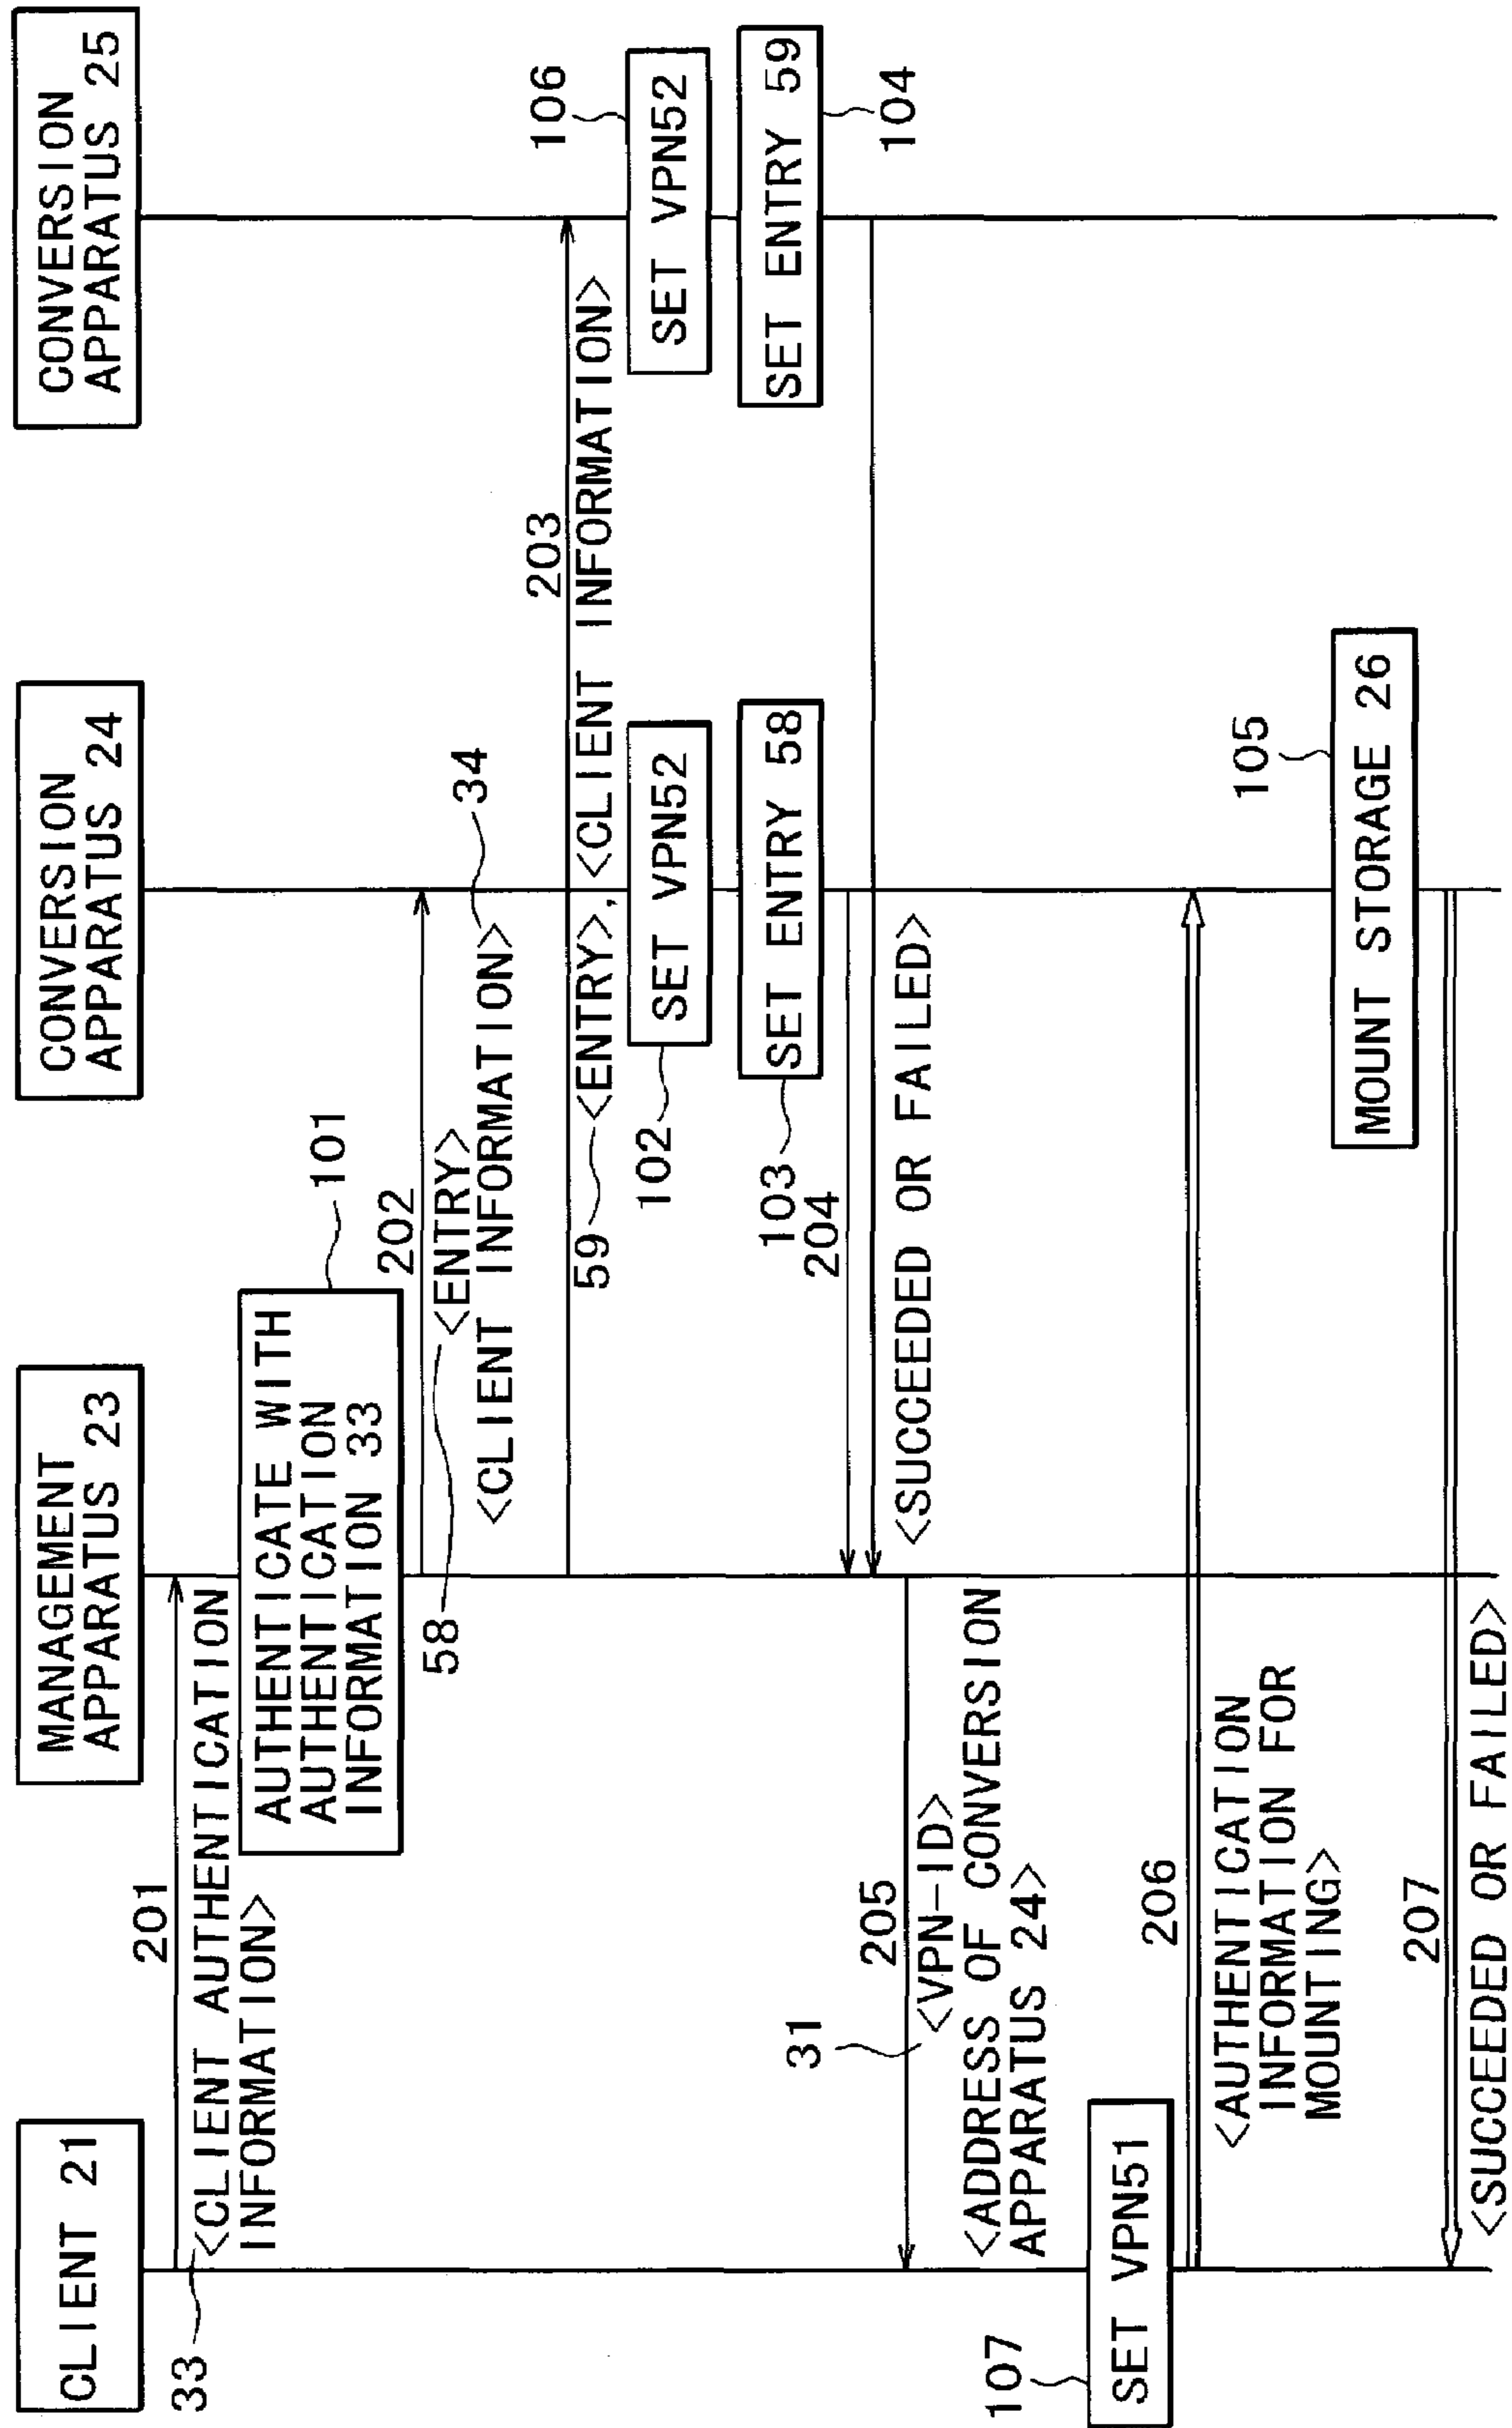 CLIENT 21
MANAGEMENT
APPARATUS 23
CONVERSION
APPARATUS 24
CONVERSION
APPARATUS 25
201
33
<CLIENT AUTHENTICATION
INFORMATION>
AUTHENTICATE WITH
AUTHENTICATION
INFORMATION 33
101
202
58
<ENTRY>
<CLIENT INFORMATION>
34
203
59
<ENTRY>, <CLIENT INFORMATION>
102
SET VPN52
106
SET VPN52
103
SET ENTRY 58
SET ENTRY 59
104
204
<SUCCEEDED OR FAILED>
205
31
<VPN-ID>
<ADDRESS OF CONVERSION
APPARATUS 24>
107
SET VPN51
206
<AUTHENTICATION
INFORMATION FOR
MOUNTING>
105
MOUNT STORAGE 26
207
<SUCCEEDED OR FAILED>